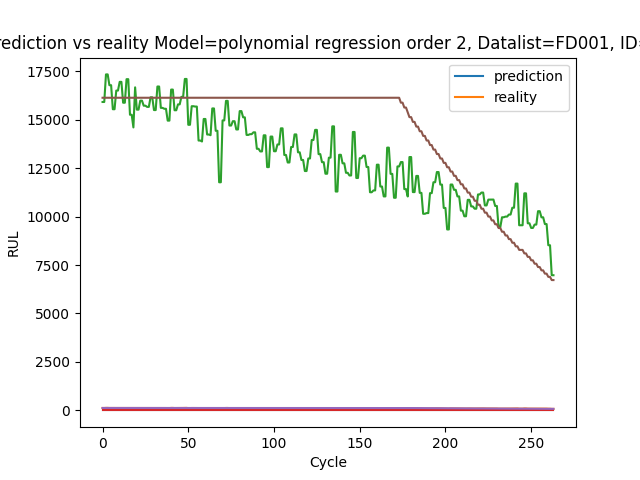 rediction vs reality Model=polynomial regression order 2, Datalist=FD001, ID=
17500
15000
12500
10000
7500
5000
2500
0
RUL
prediction
reality
0 50 100 150 200 250
Cycle